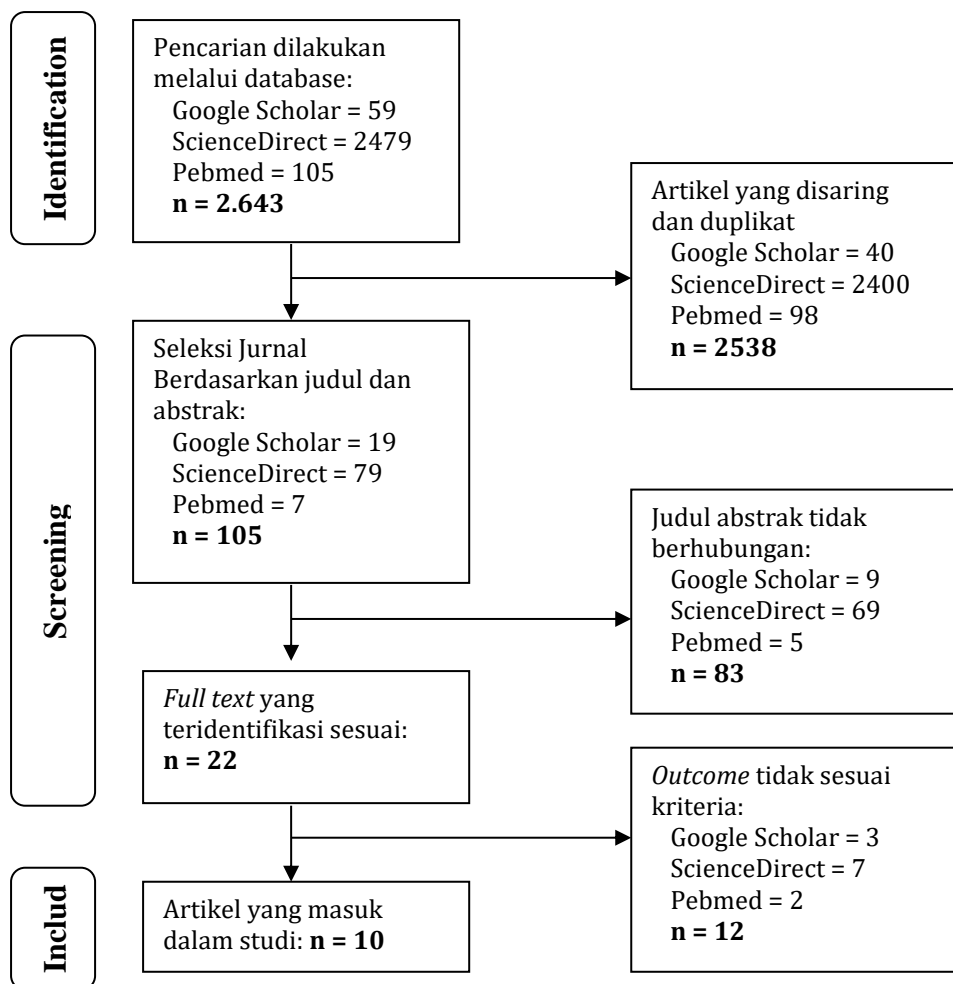 Identification
Pencarian dilakukan
melalui database:
Google Scholar = 59
ScienceDirect = 2479
Pebmed = 105
n = 2.643
Artikel yang disaring
dan duplikat
Google Scholar = 40
ScienceDirect = 2400
Pebmed = 98
n = 2538
Screening
Seleksi Jurnal
Berdasarkan judul dan
abstrak:
Google Scholar = 19
ScienceDirect = 79
Pebmed = 7
n = 105
Judul abstrak tidak
berhubungan:
Google Scholar = 9
ScienceDirect = 69
Pebmed = 5
n = 83
Full text yang
teridentifikasi sesuai:
n = 22
Outcome tidak sesuai
kriteria:
Google Scholar = 3
ScienceDirect = 7
Pebmed = 2
n = 12
Includ
Artikel yang masuk
dalam studi: n = 10